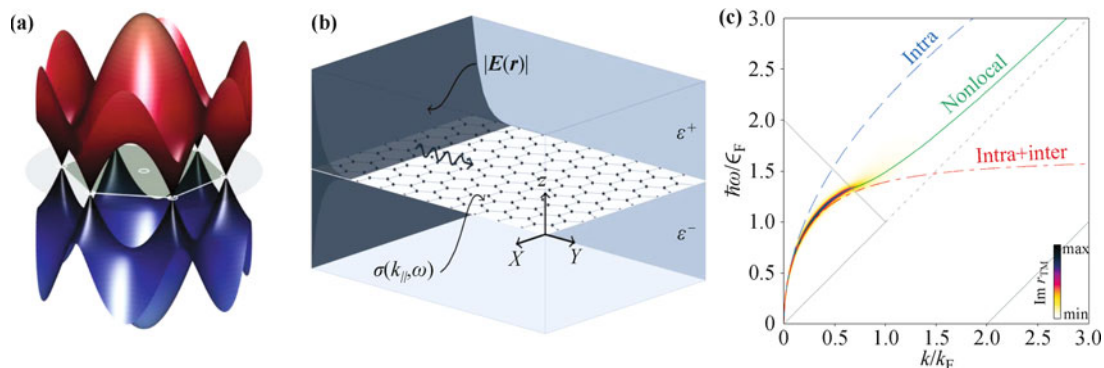 (a)
(b)
|E(r)|
ε⁺
ε⁻
z
X
Y
σ(k//,ω)
(c)
ħω/ϵF
3.0
2.5
2.0
1.5
1.0
0.5
0
Intra
Nonlocal
Intra+inter
max
Im rTM
min
0 0.5 1.0 1.5 2.0 2.5 3.0
k/kF